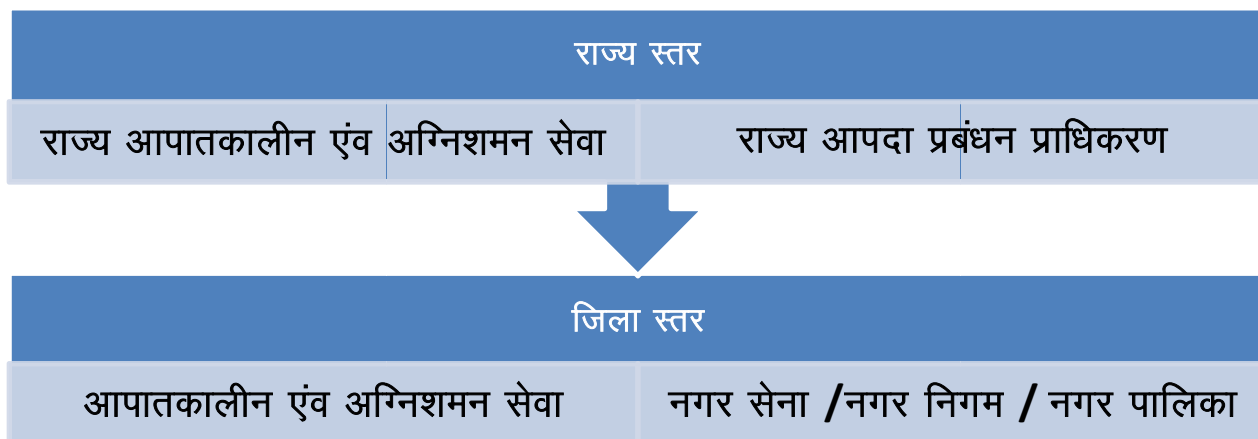 राज्य स्तर
राज्य आपातकालीन एंव अग्निशमन सेवा
राज्य आपदा प्रबंधन प्राधिकरण
जिला स्तर
आपातकालीन एंव अग्निशमन सेवा
नगर सेना /नगर निगम / नगर पालिका